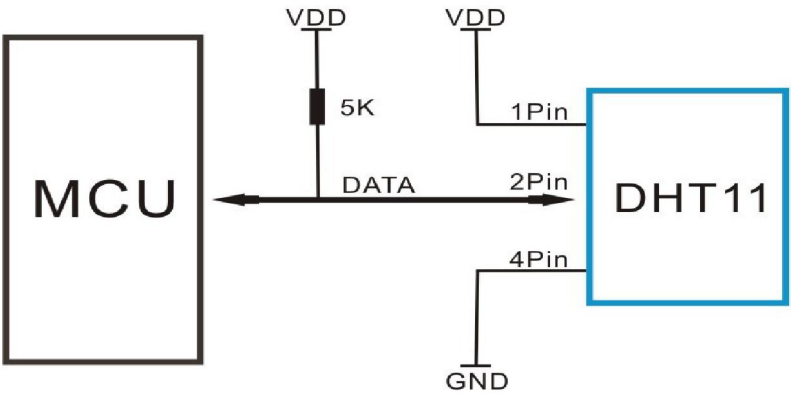 VDD
VDD
5K
1Pin
MCU
DATA
2Pin
DHT11
4Pin
GND